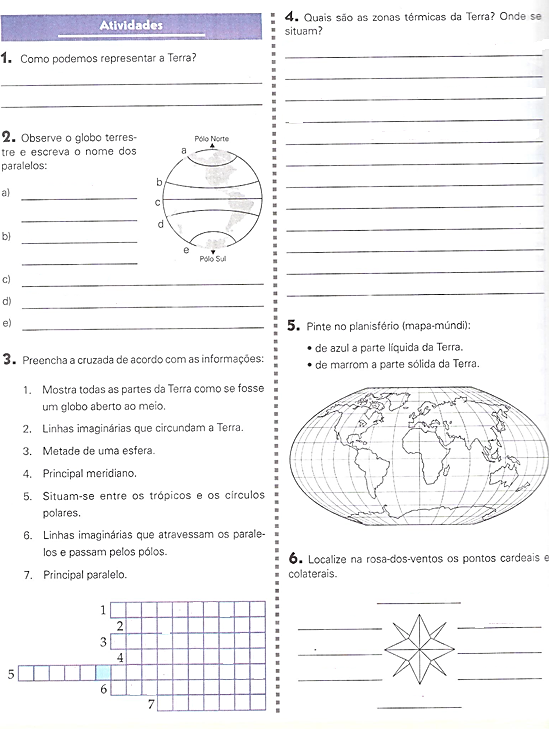 Atividades
1. Como podemos representar a Terra?
2. Observe o globo terres-
tre e escreva o nome dos
paralelos:
a)
b)
c)
d)
e)
Pólo Norte
a
b
c
d
e
Pólo Sul
3. Preencha a cruzada de acordo com as informações:
1. Mostra todas as partes da Terra como se fosse
um globo aberto ao meio.
2. Linhas imaginárias que circundam a Terra.
3. Metade de uma esfera.
4. Principal meridiano.
5. Situam-se entre os trópicos e os círculos
polares.
6. Linhas imaginárias que atravessam os parale-
los e passam pelos pólos.
7. Principal paralelo.
1
2
3
4
5
6
7
4. Quais são as zonas térmicas da Terra? Onde se
situam?
5. Pinte no planisfério (mapa-múndi):
• de azul a parte líquida da Terra.
• de marrom a parte sólida da Terra.
6. Localize na rosa-dos-ventos os pontos cardeais e
colaterais.